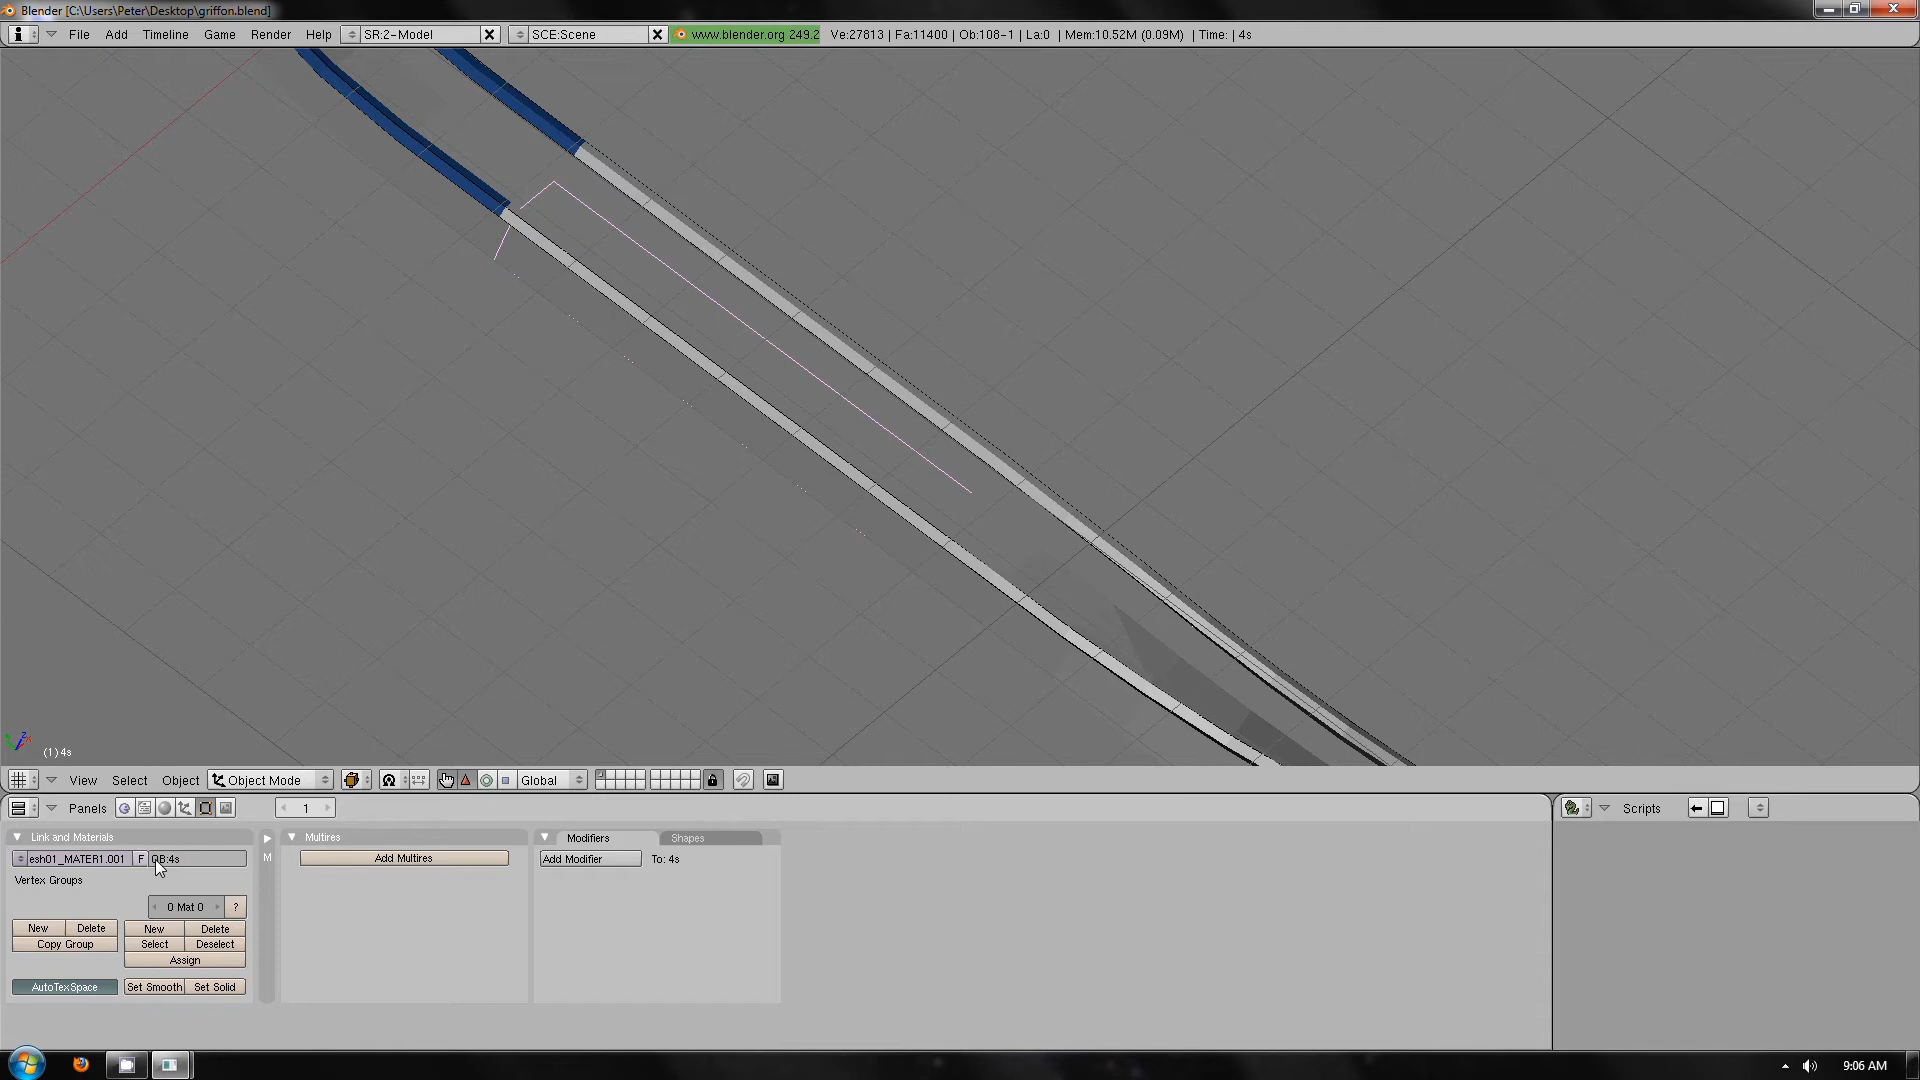 Blender [C:\Users\Peter\Desktop\griffon.blend]
File Add Timeline Game Render Help SR:2-Model SCE:Scene www.blender.org 249.2 Ve:27813 | Fa:11400 | Ob:108-1 | La:0 | Mem:10.52M (0.09M) | Time: | 4s
(1) 4s
View Select Object Object Mode Global
Panels 1 Scripts
Link and Materials Multires Modifiers Shapes
esh01_MATER1.001 F OB:4s M Add Multires Add Modifier To: 4s
Vertex Groups
0 Mat 0 ?
New Delete New Delete
Copy Group Select Deselect
Assign
AutoTexSpace Set Smooth Set Solid
9:06 AM